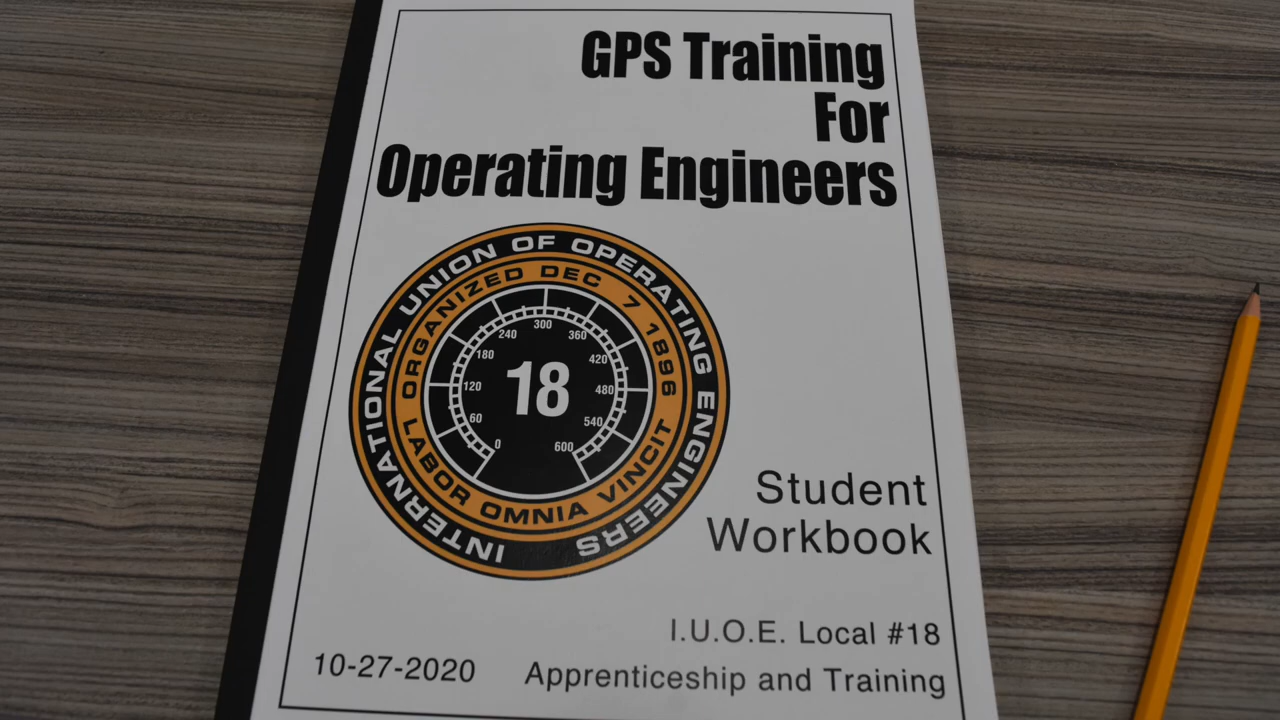 GPS Training
For
Operating Engineers
INTERNATIONAL UNION OF OPERATING ENGINEERS
ORGANIZED DEC 7 1896
LABOR OMNIA VINCIT
0
60
120
180
240
300
360
420
480
540
600
18
Student
Workbook
I.U.O.E. Local #18
10-27-2020
Apprenticeship and Training